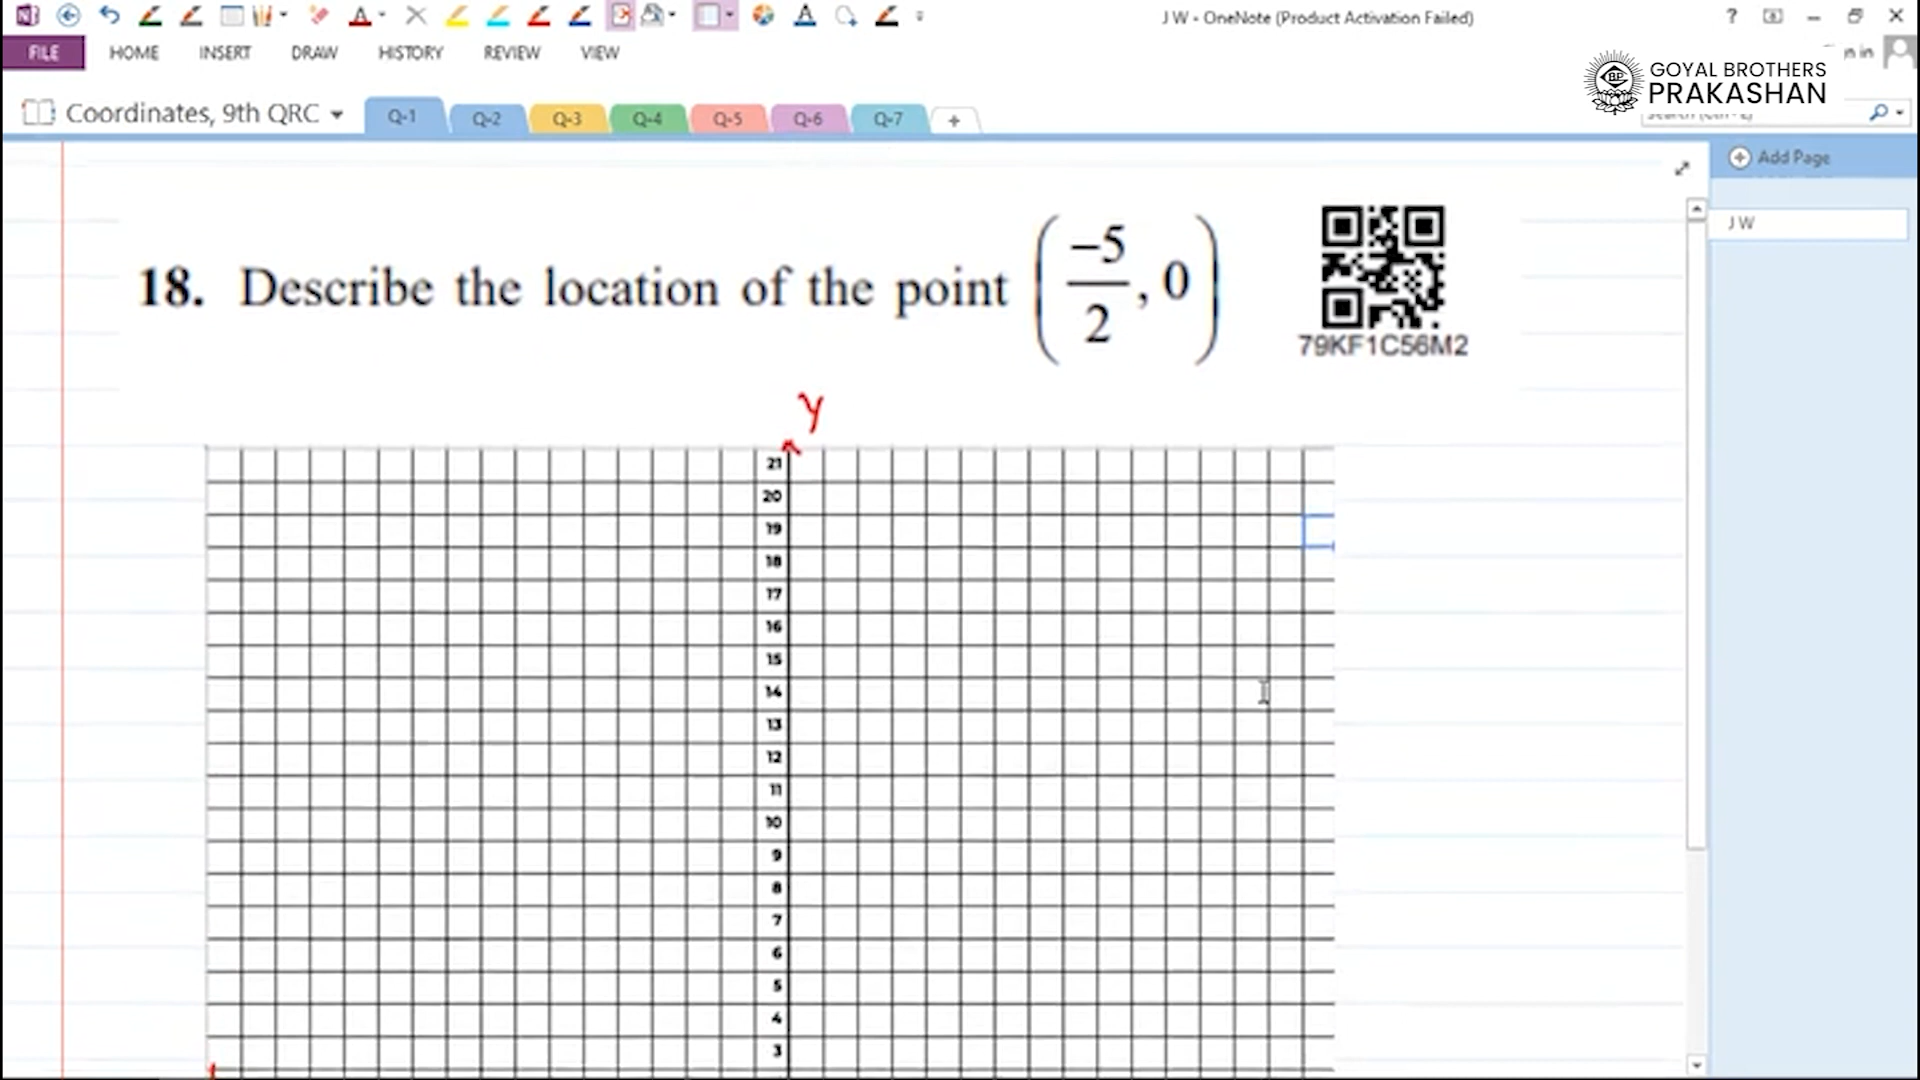 J W - OneNote (Product Activation Failed)
?
FILE HOME INSERT DRAW HISTORY REVIEW VIEW
GOYAL BROTHERS
PRAKASHAN
Coordinates, 9th QRC Q-1 Q-2 Q-3 Q-4 Q-5 Q-6 Q-7 +
Add Page
J W
18. Describe the location of the point (-5/2, 0)
79KF1C56M2
y
21
20
19
18
17
16
15
14
13
12
11
10
9
8
7
6
5
4
3